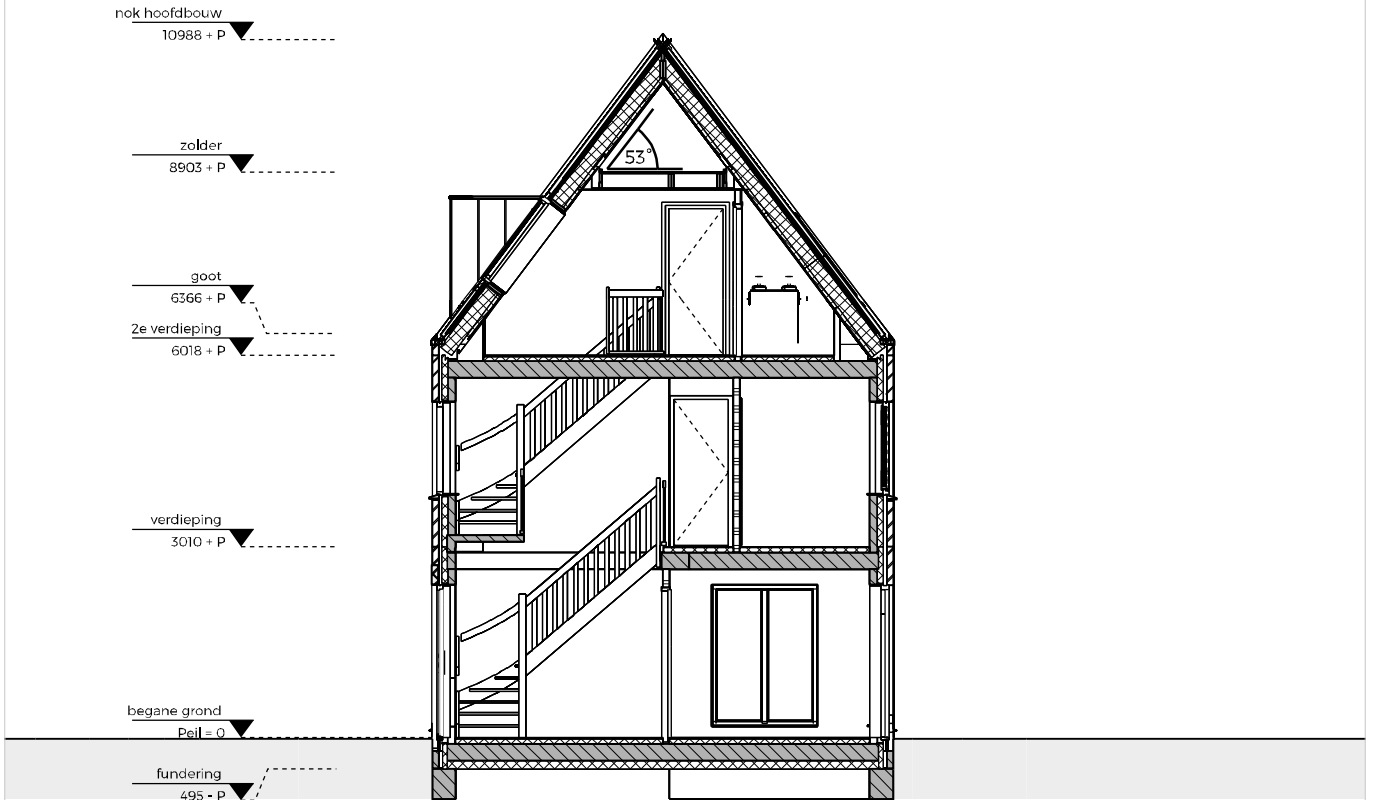 nok hoofdbouw
10988 + P
zolder
8903 + P
53°
goot
6366 + P
2e verdieping
6018 + P
verdieping
3010 + P
begane grond
Peil = 0
fundering
495 - P